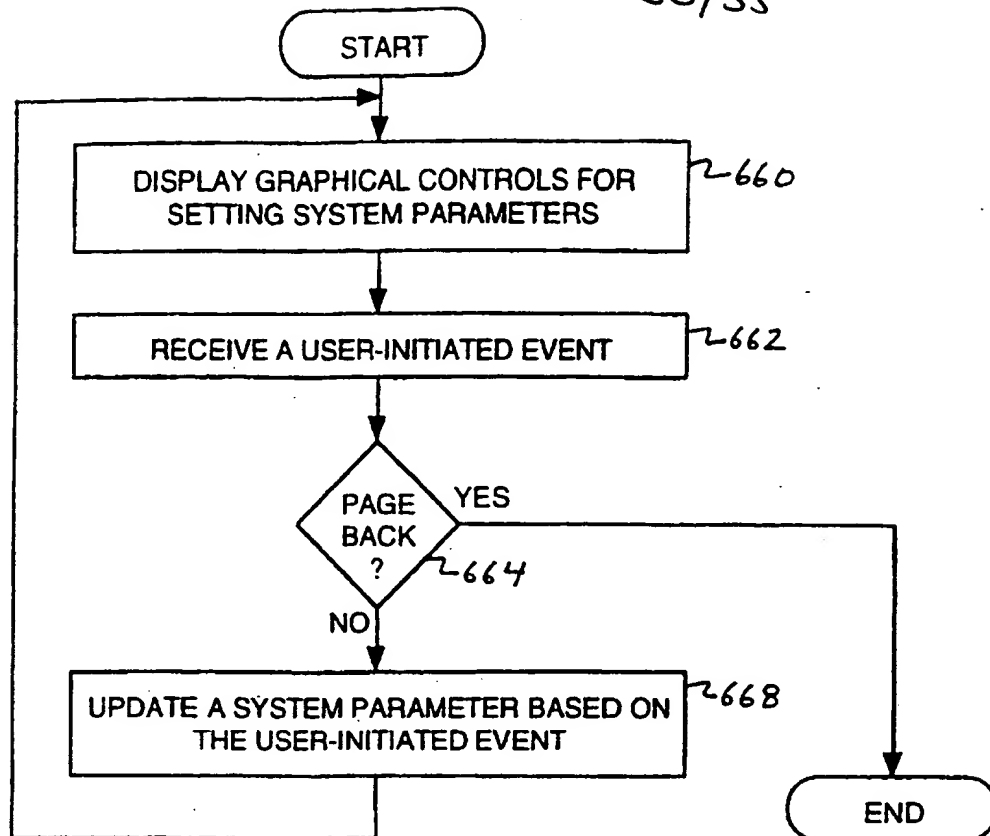 START
DISPLAY GRAPHICAL CONTROLS FOR
SETTING SYSTEM PARAMETERS
660
RECEIVE A USER-INITIATED EVENT
662
PAGE
BACK
?
YES
664
NO
UPDATE A SYSTEM PARAMETER BASED ON
THE USER-INITIATED EVENT
668
END